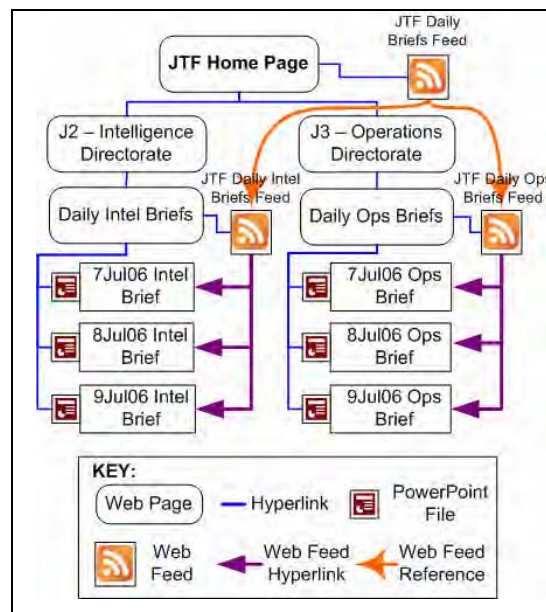 JTF Daily
Briefs Feed
JTF Home Page
J2 – Intelligence
Directorate
J3 – Operations
Directorate
JTF Daily Intel
Briefs Feed
JTF Daily Ops
Briefs Feed
Daily Intel Briefs
Daily Ops Briefs
7Jul06 Intel
Brief
7Jul06 Ops
Brief
8Jul06 Intel
Brief
8Jul06 Ops
Brief
9Jul06 Intel
Brief
9Jul06 Ops
Brief
KEY:
Web Page
Hyperlink
PowerPoint
File
Web
Feed
Web Feed
Hyperlink
Web Feed
Reference